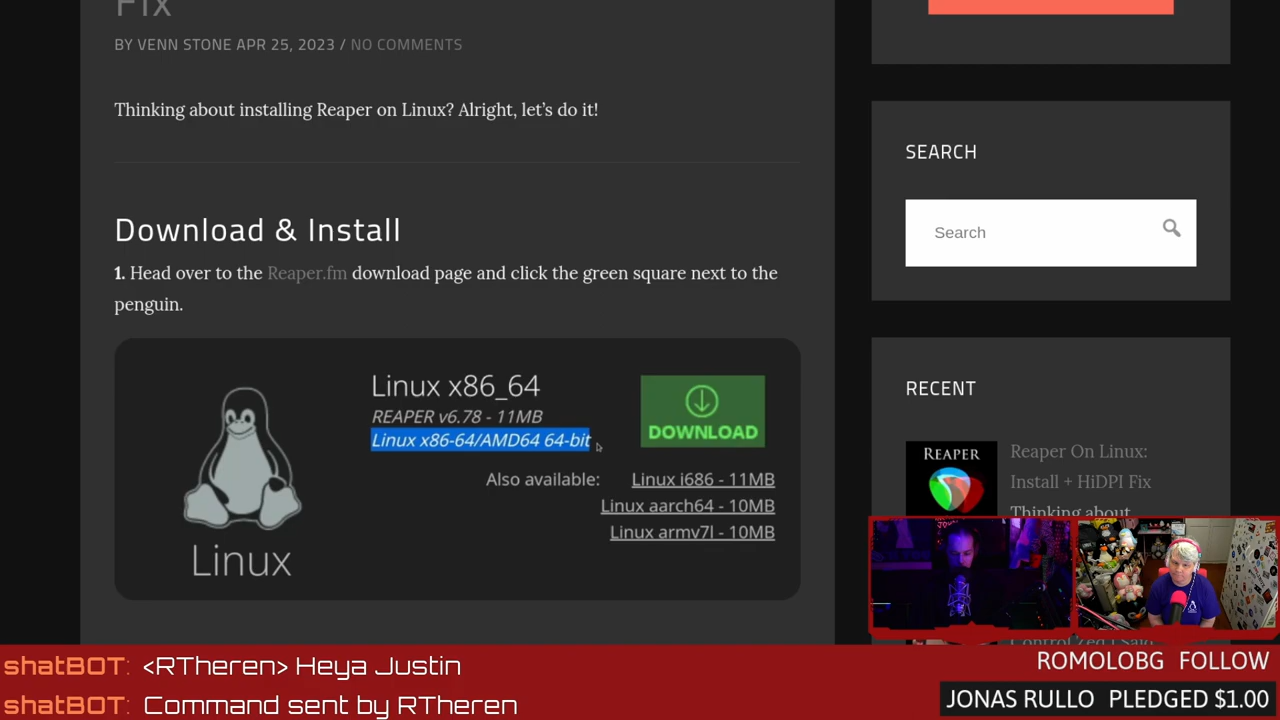 Fix
BY VENN STONE APR 25, 2023 / NO COMMENTS
Thinking about installing Reaper on Linux? Alright, let's do it!
Download & Install
1. Head over to the Reaper.fm download page and click the green square next to the
penguin.
Linux
Linux x86_64
REAPER v6.78 - 11MB
Linux x86-64/AMD64 64-bit
DOWNLOAD
Also available: Linux i686 - 11MB
Linux aarch64 - 10MB
Linux armv7l - 10MB
SEARCH
Search
RECENT
REAPER
Reaper On Linux:
Install + HiDPI Fix
Thinking about
shatBOT: <RTheren> Heya Justin
shatBOT: Command sent by RTheren
ROMOLOBG FOLLOW
JONAS RULLO PLEDGED $1.00